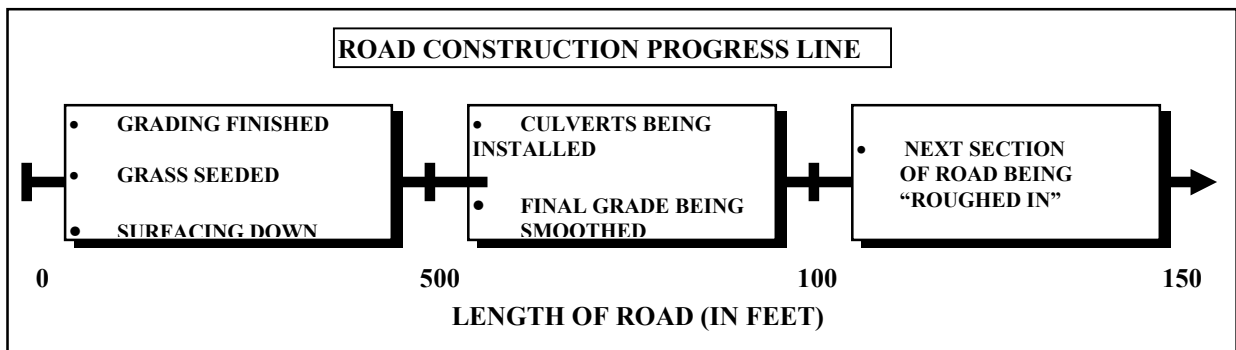 ROAD CONSTRUCTION PROGRESS LINE
• GRADING FINISHED
• GRASS SEEDED
• SURFACING DOWN
• CULVERTS BEING
INSTALLED
• FINAL GRADE BEING
SMOOTHED
• NEXT SECTION
OF ROAD BEING
“ROUGHED IN”
0 500 100 150
LENGTH OF ROAD (IN FEET)